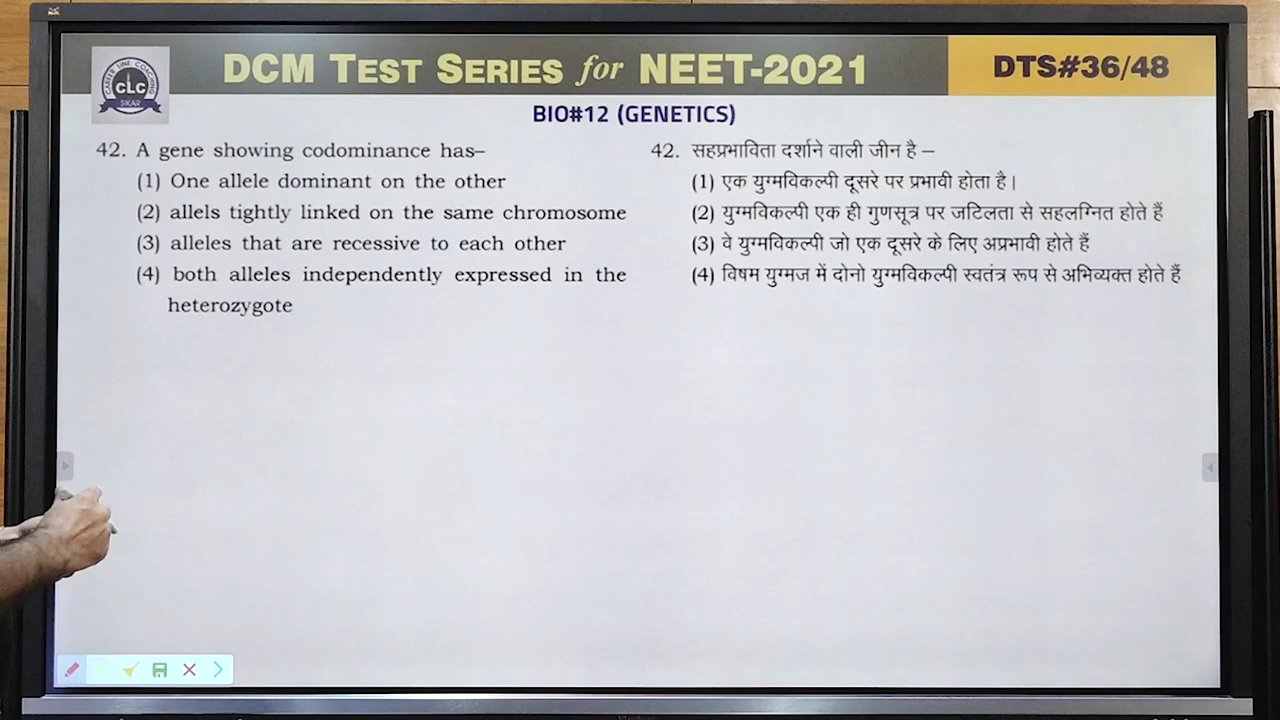 DCM TEST SERIES for NEET-2021
DTS#36/48
CAREER LINE COACHING
CLC
SIKAR
BIO#12 (GENETICS)
42. A gene showing codominance has–
(1) One allele dominant on the other
(2) allels tightly linked on the same chromosome
(3) alleles that are recessive to each other
(4) both alleles independently expressed in the
heterozygote
42. सहप्रभाविता दर्शाने वाली जीन है –
(1) एक युग्मविकल्पी दूसरे पर प्रभावी होता है।
(2) युग्मविकल्पी एक ही गुणसूत्र पर जटिलता से सहलग्नित होते हैं
(3) वे युग्मविकल्पी जो एक दूसरे के लिए अप्रभावी होते हैं
(4) विषम युग्मज में दोनो युग्मविकल्पी स्वतंत्र रूप से अभिव्यक्त होते हैं